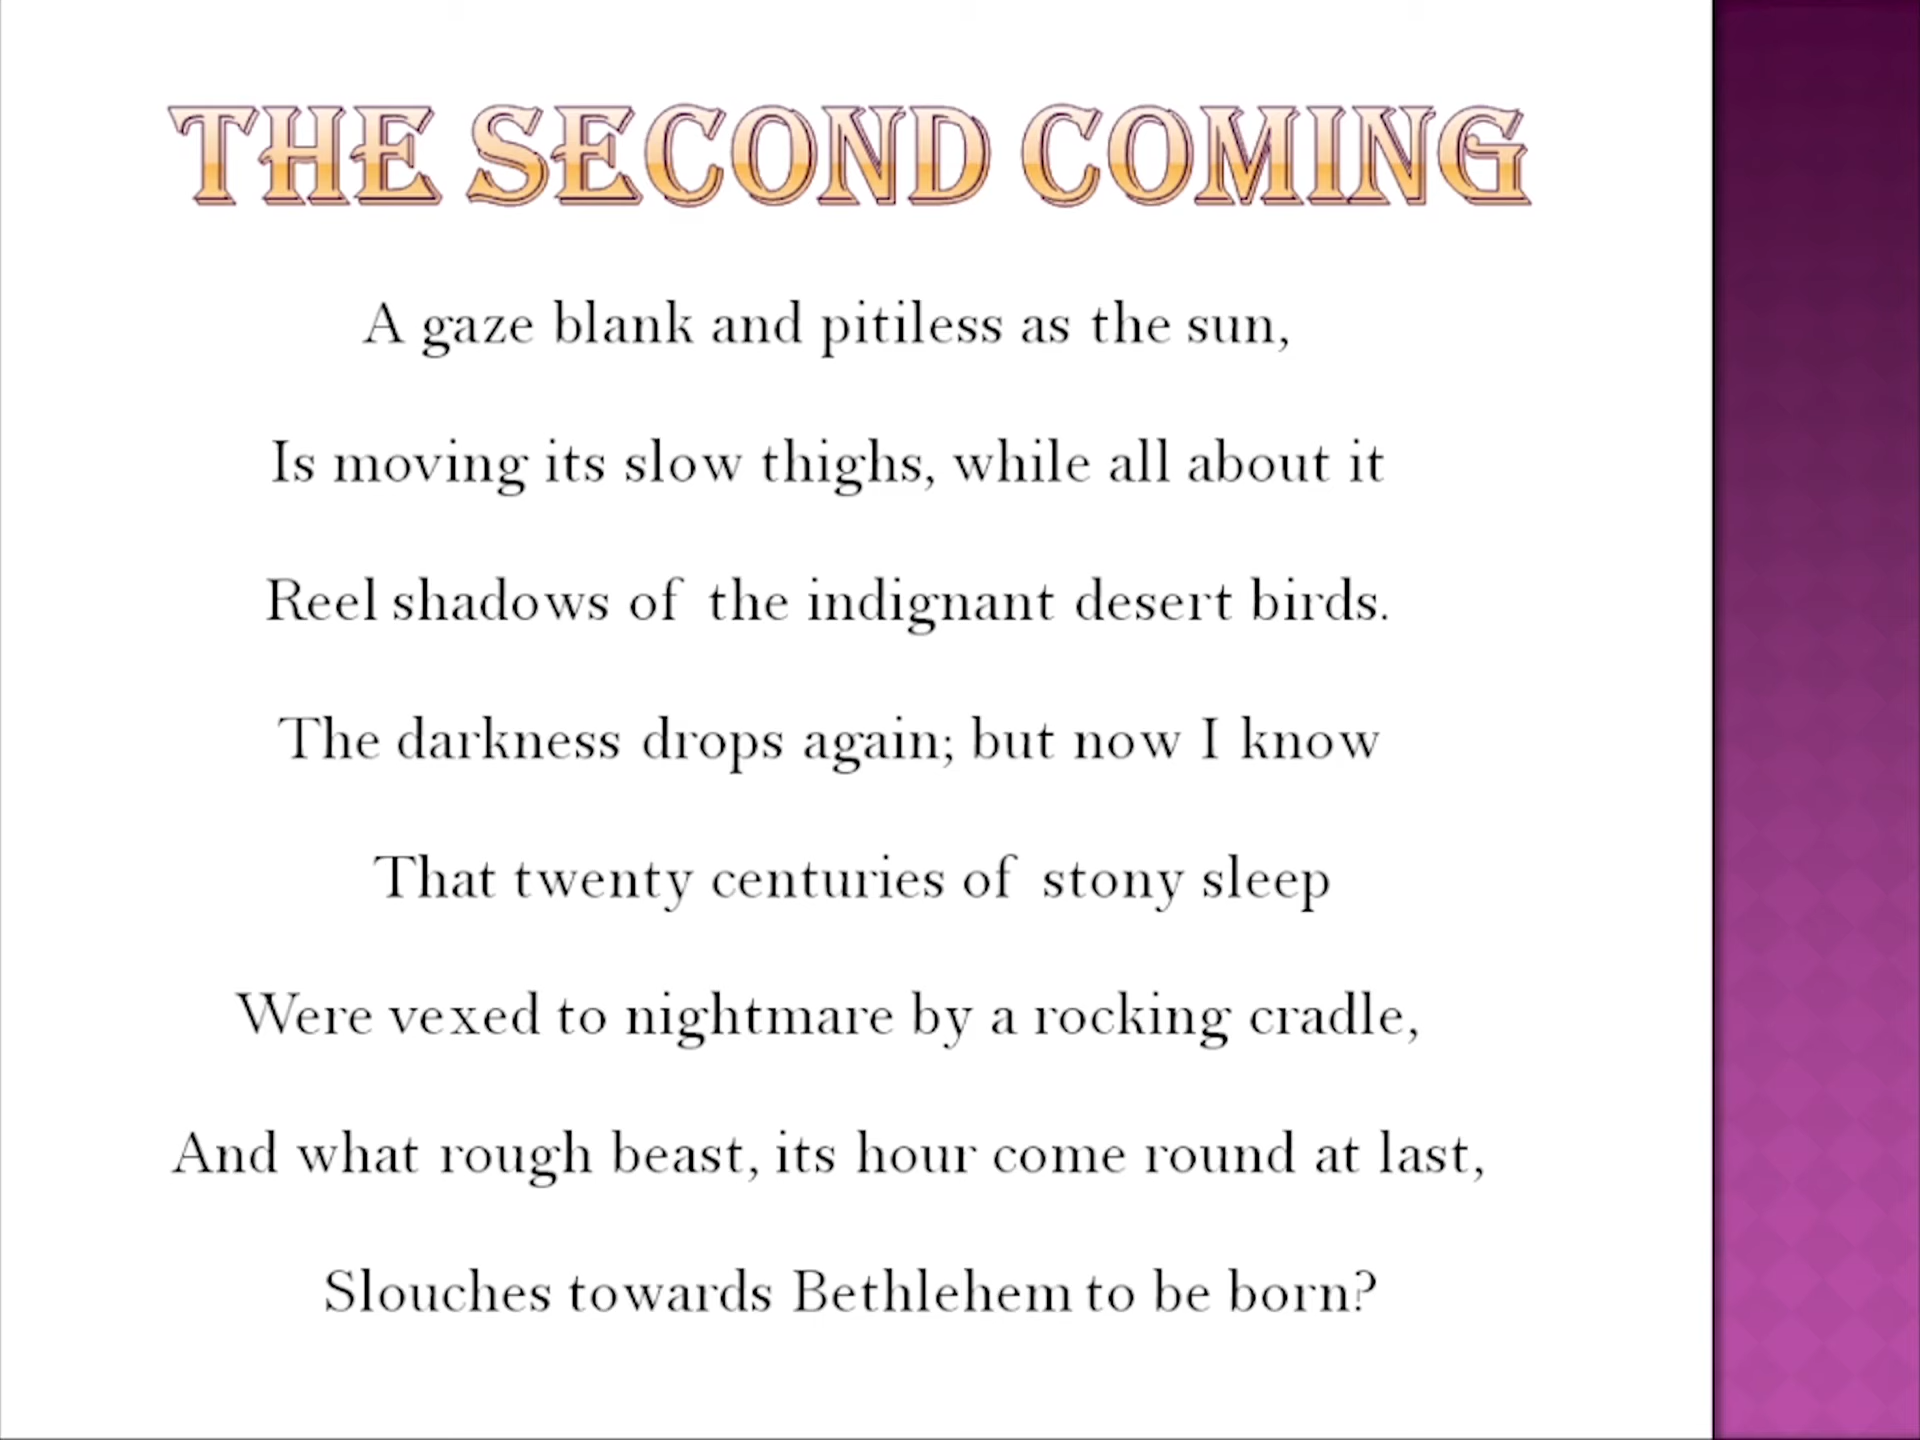 THE SECOND COMING
A gaze blank and pitiless as the sun,
Is moving its slow thighs, while all about it
Reel shadows of the indignant desert birds.
The darkness drops again; but now I know
That twenty centuries of stony sleep
Were vexed to nightmare by a rocking cradle,
And what rough beast, its hour come round at last,
Slouches towards Bethlehem to be born?